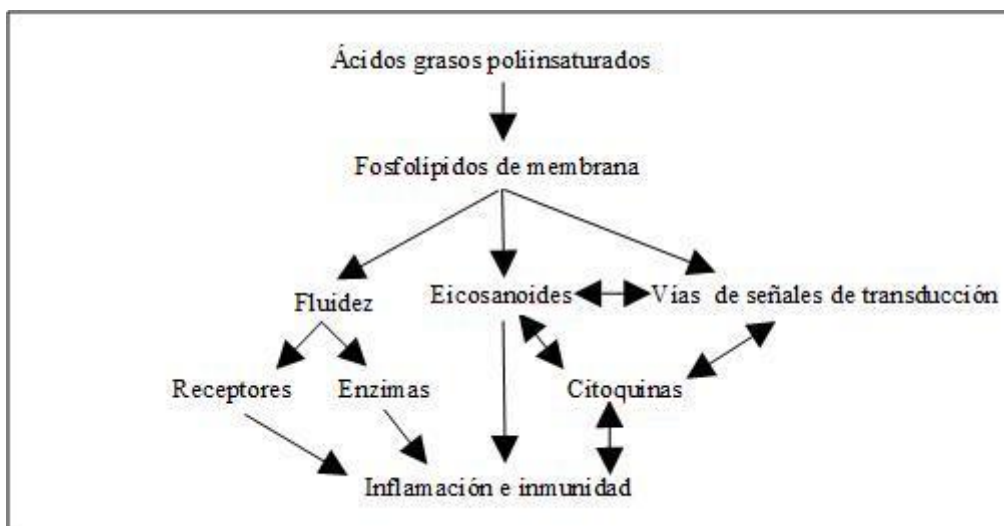 Ácidos grasos poliinsaturados
Fosfolípidos de membrana
Fluidez
Eicosanoides
Vías de señales de transducción
Receptores
Enzimas
Citoquinas
Inflamación e inmunidad